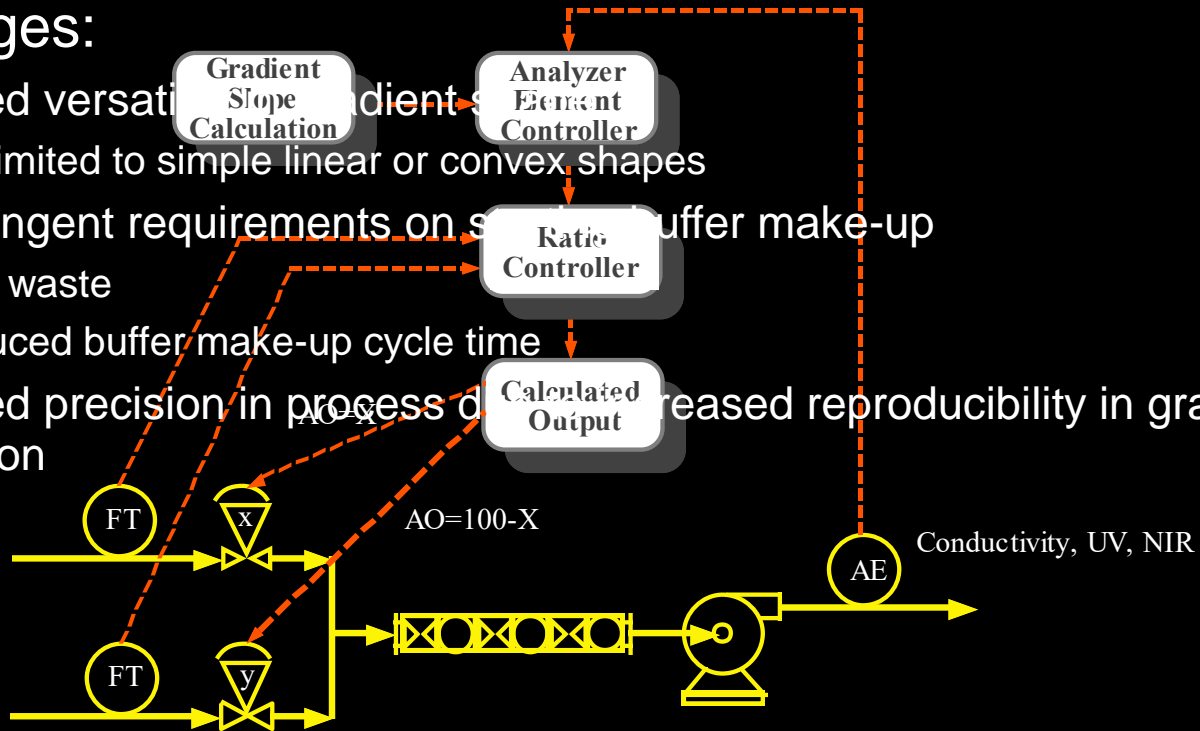 ges:
Gradient
Slope
Calculation
Analyzer
Element
Controller
ed versati adient s
imited to simple linear or convex shapes
ngent requirements on s uffer make-up
Ratio
Controller
waste
uced buffer make-up cycle time
Calculated
Output
ed precision in process d reased reproducibility in gra
on
AO=X
AO=100-X
FT
x
Conductivity, UV, NIR
AE
FT
y